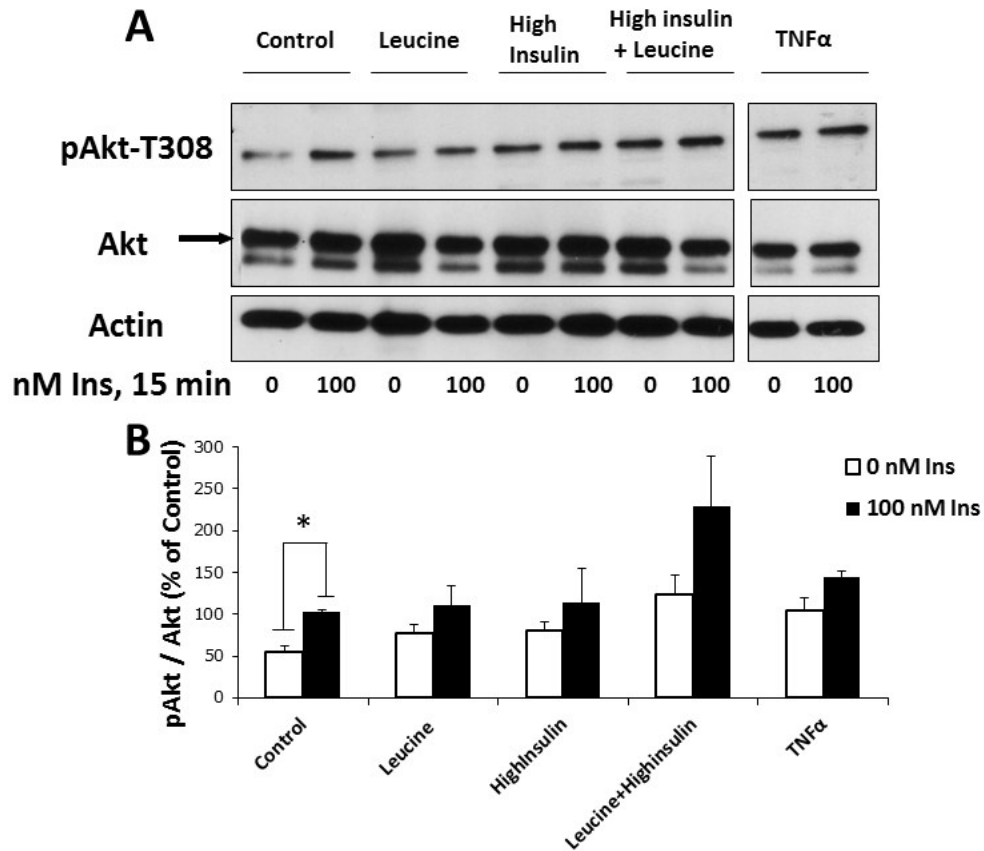 A
Control
Leucine
High
Insulin
High insulin
+ Leucine
TNFα
pAkt-T308
Akt
Actin
nM Ins, 15 min 0 100 0 100 0 100 0 100 0 100
B
pAkt / Akt (% of Control)
300
250
200
150
100
50
0
*
0 nM Ins
100 nM Ins
Control
Leucine
HighInsulin
Leucine+Highinsulin
TNFα